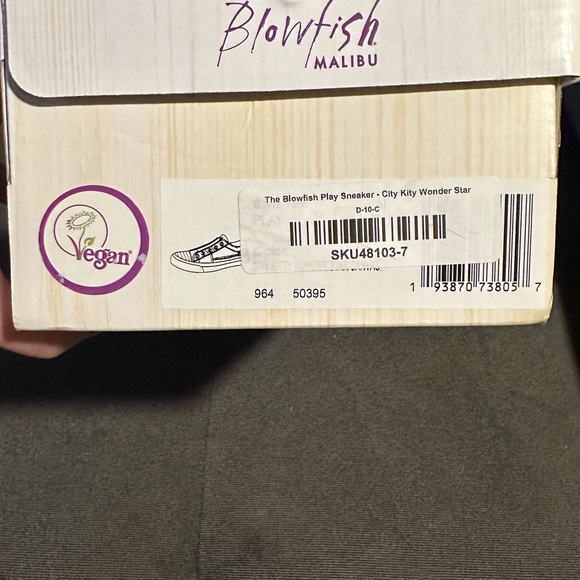 Blowfish
MALIBU
The Blowfish Play Sneaker - City Kity Wonder Star
D-10-C
SKU48103-7
Vegan
964 50395
1 93870 73805 7